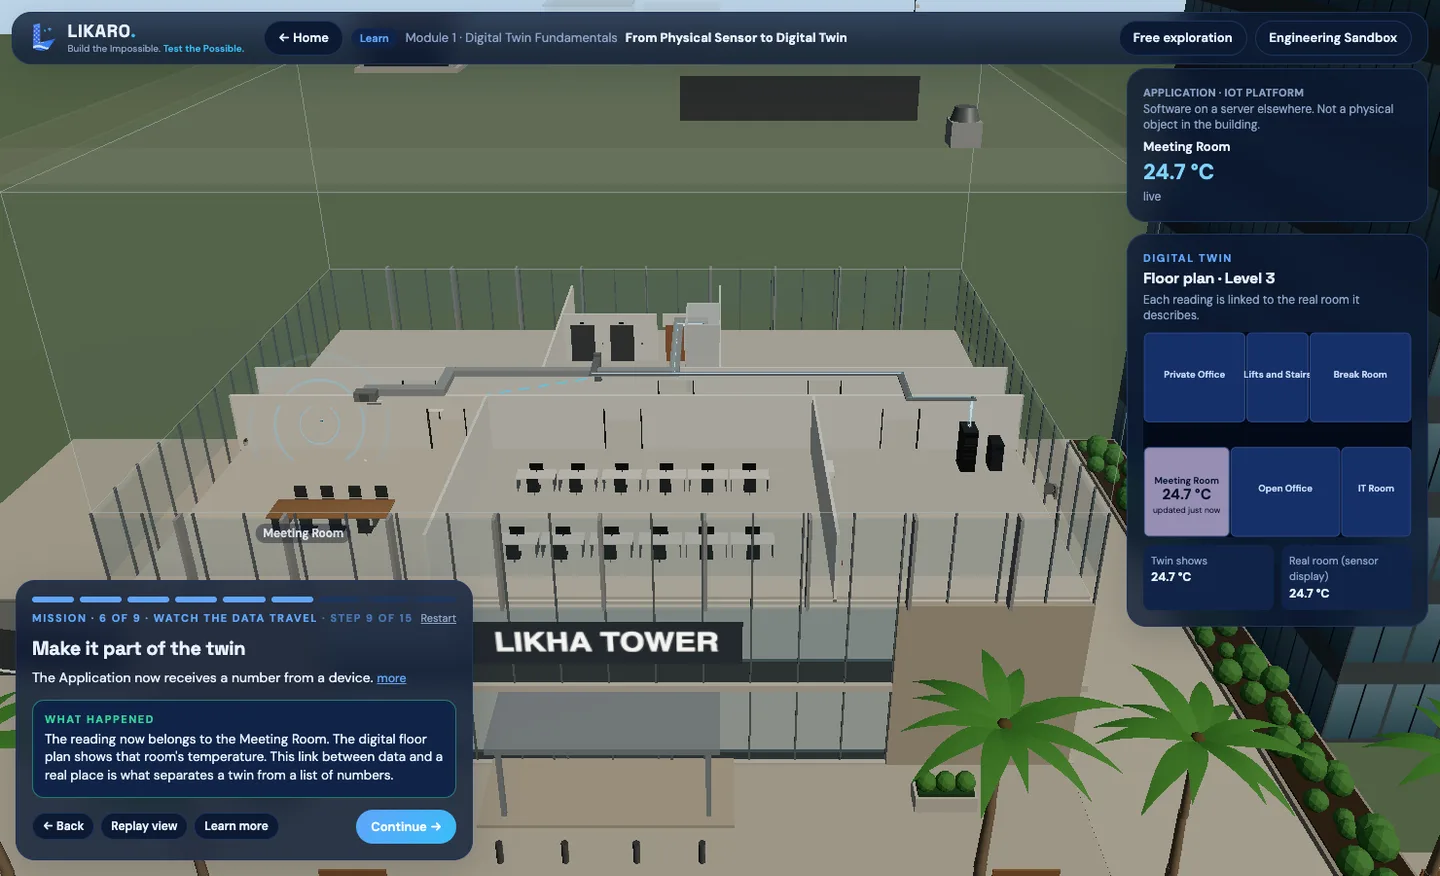 LIKARO.
Build the Impossible. Test the Possible.
← Home
Learn
Module 1 · Digital Twin Fundamentals
From Physical Sensor to Digital Twin
Free exploration
Engineering Sandbox
APPLICATION · IOT PLATFORM
Software on a server elsewhere. Not a physical
object in the building.
Meeting Room
24.7 °C
live
DIGITAL TWIN
Floor plan · Level 3
Each reading is linked to the real room it
describes.
Private Office
Lifts and Stairs
Break Room
Meeting Room
24.7 °C
updated just now
Open Office
IT Room
Twin shows
24.7 °C
Real room (sensor
display)
24.7 °C
Meeting Room
LIKHA TOWER
MISSION · 6 OF 9 · WATCH THE DATA TRAVEL · STEP 9 OF 15
Restart
Make it part of the twin
The Application now receives a number from a device. more
WHAT HAPPENED
The reading now belongs to the Meeting Room. The digital floor
plan shows that room's temperature. This link between data and a
real place is what separates a twin from a list of numbers.
← Back
Replay view
Learn more
Continue →